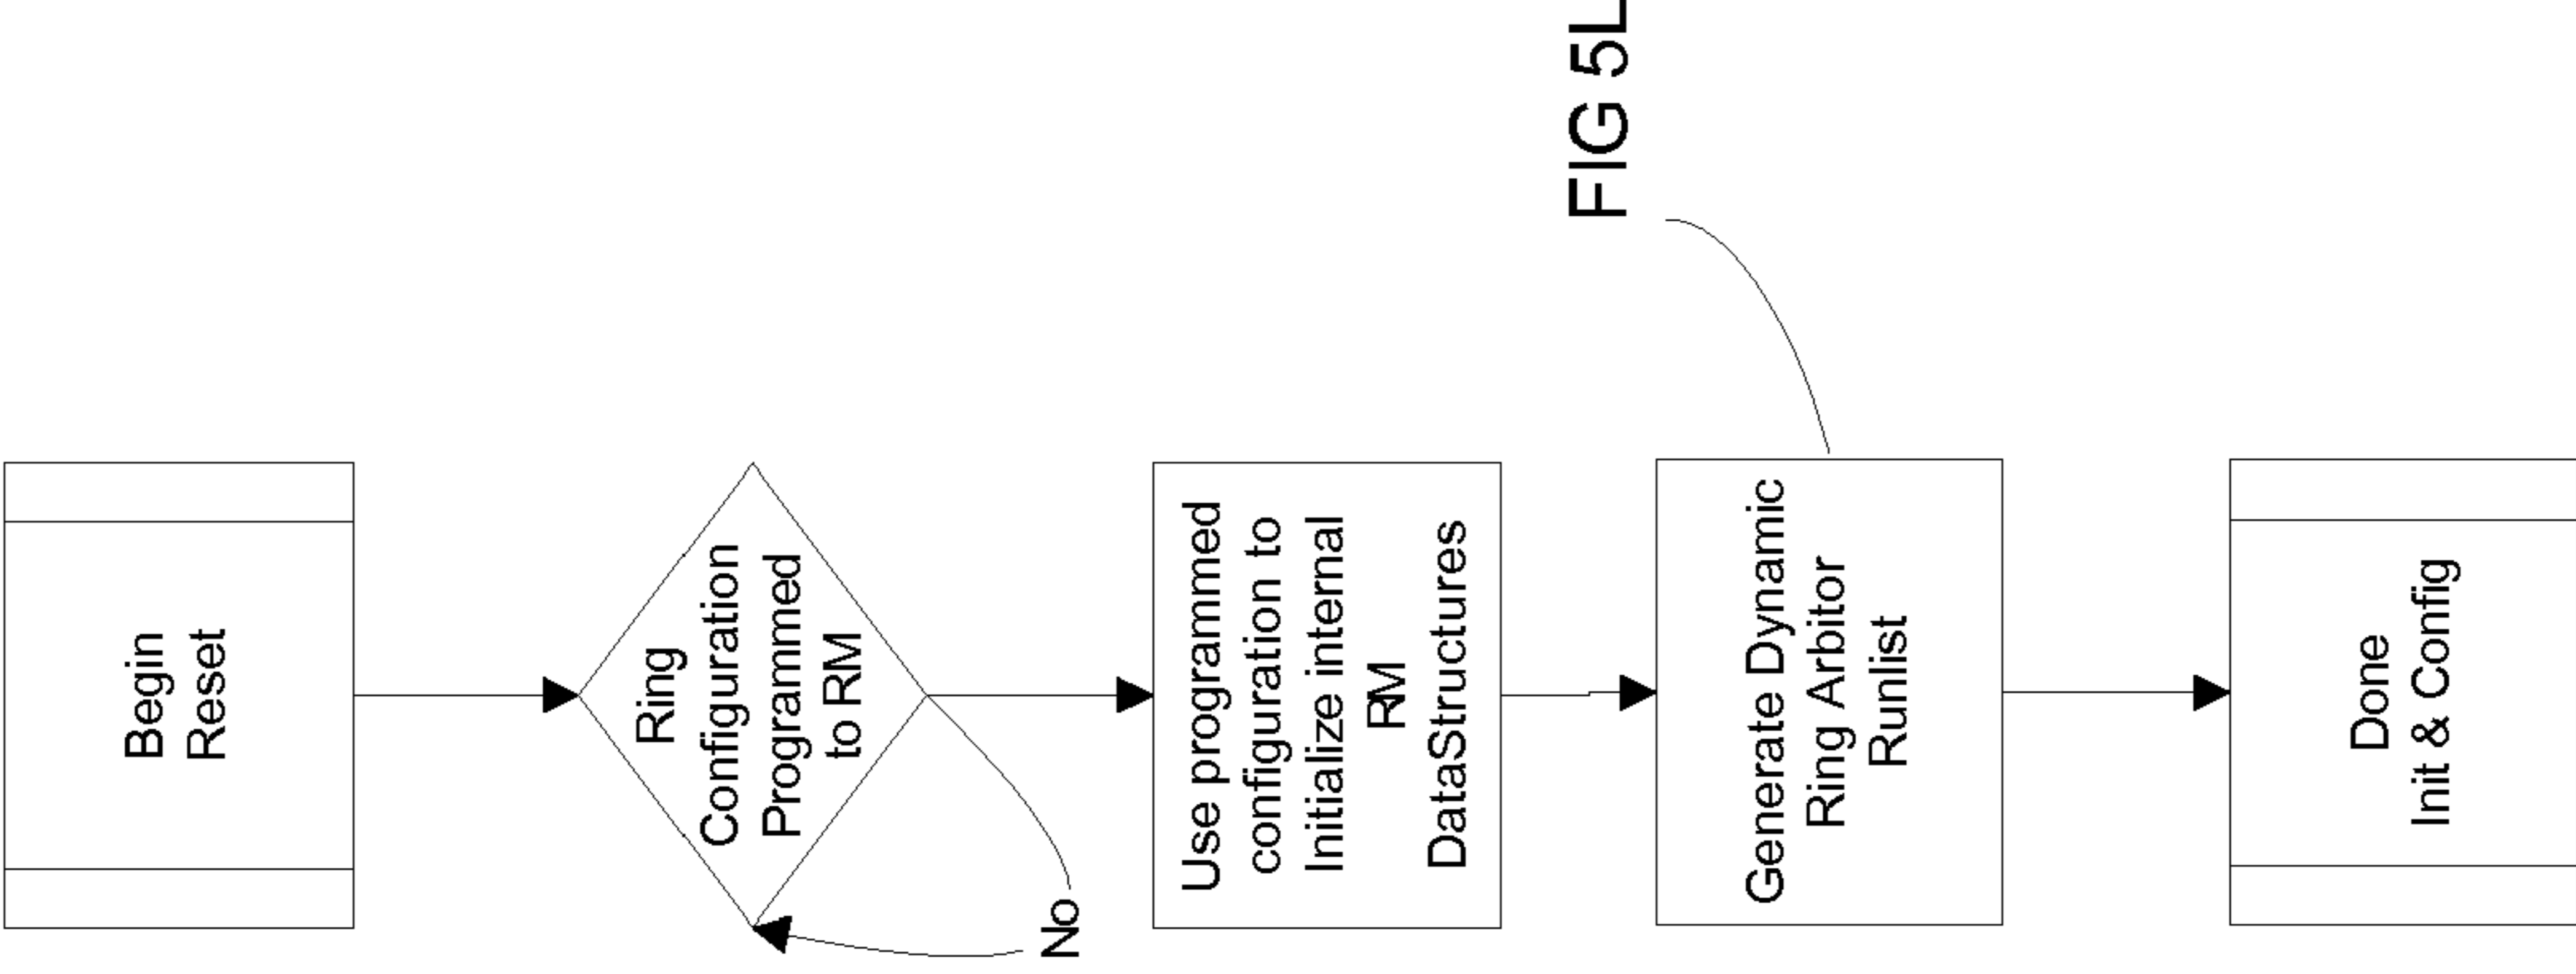 Begin
Reset
Ring
Configuration
Programmed
to RM
No
Use programmed
configuration to
Initialize internal
RM
DataStructures
FIG 5L
Generate Dynamic
Ring Arbitor
Runlist
Done
Init & Config